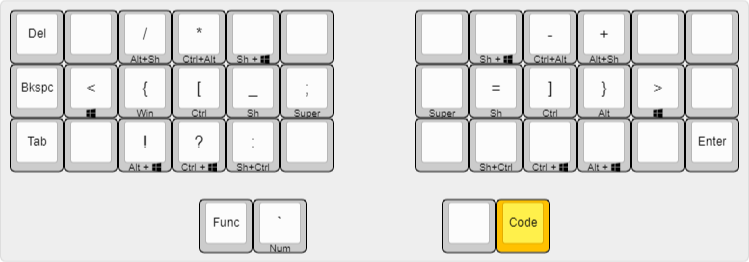 Del / * - +
Alt+Sh Ctrl+Alt Sh + Sh + Ctrl+Alt Alt+Sh
Bkspc < { [ _ ; = ] } >
Win Ctrl Sh Super Super Sh Ctrl Alt
Tab ! ? : Enter
Alt + Ctrl + Sh+Ctrl Sh+Ctrl Ctrl + Alt +
Func ` Code
Num